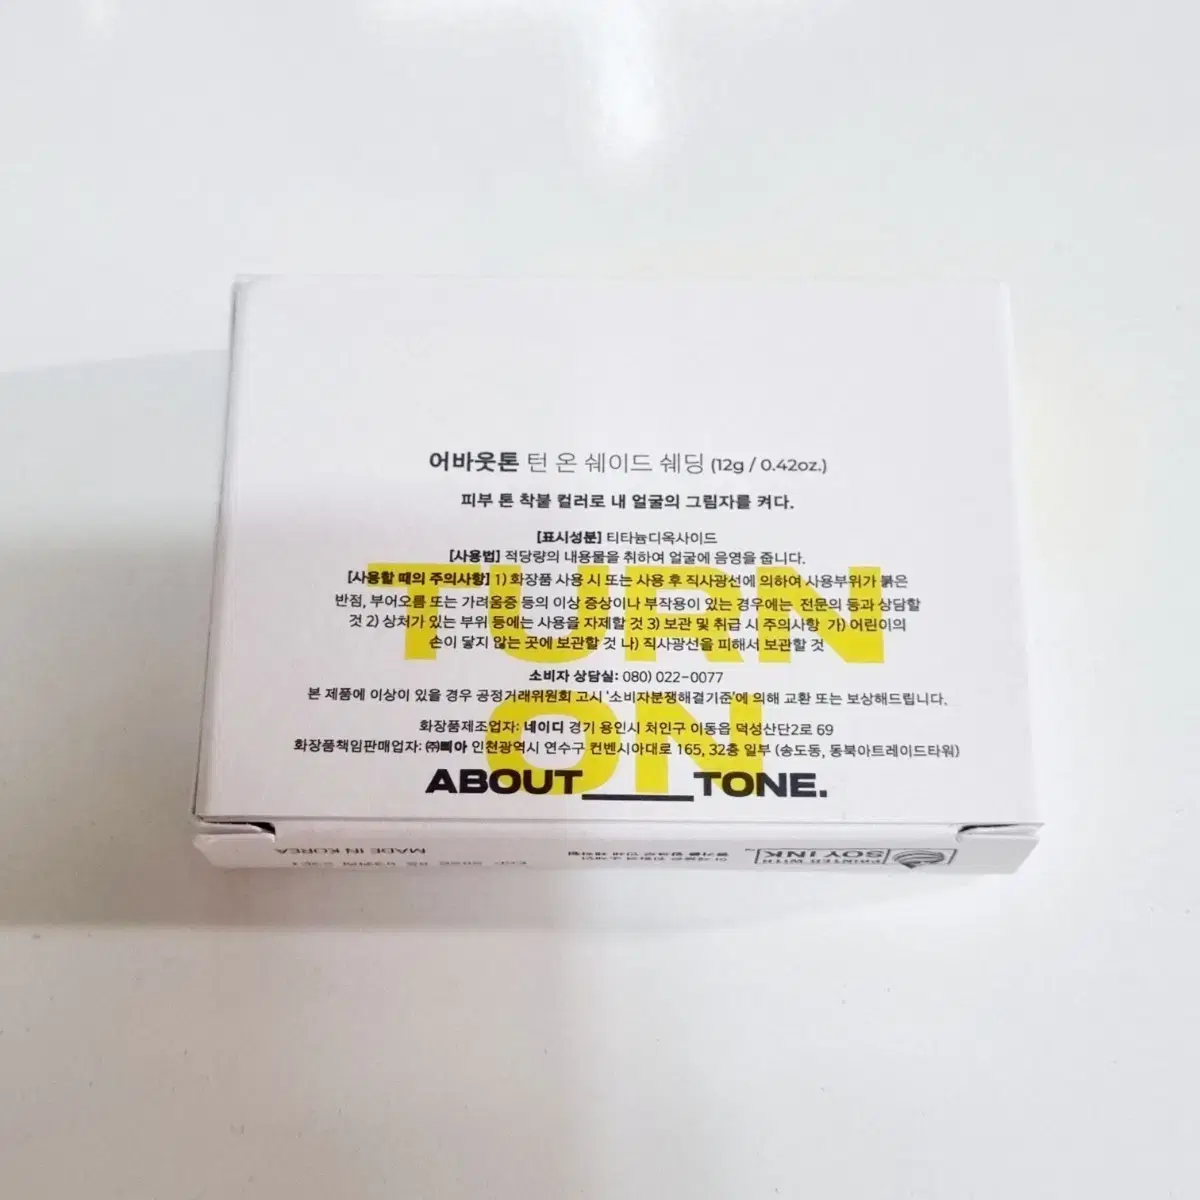 어바웃톤 턴 온 쉐이드 쉐딩 (12g / 0.42oz.)
피부 톤 착붙 컬러로 내 얼굴의 그림자를 켜다.
[표시성분] 티타늄디옥사이드
[사용법] 적당량의 내용물을 취하여 얼굴에 음영을 줍니다.
[사용할 때의 주의사항] 1) 화장품 사용 시 또는 사용 후 직사광선에 의하여 사용부위가 붉은
반점, 부어오름 또는 가려움증 등의 이상 증상이나 부작용이 있는 경우에는 전문의 등과 상담할
것 2) 상처가 있는 부위 등에는 사용을 자제할 것 3) 보관 및 취급 시 주의사항 가) 어린이의
손이 닿지 않는 곳에 보관할 것 나) 직사광선을 피해서 보관할 것
TURN
소비자 상담실: 080) 022-0077
본 제품에 이상이 있을 경우 공정거래위원회 고시 '소비자분쟁해결기준'에 의해 교환 또는 보상해드립니다.
ON
화장품제조업자: 네이디 경기 용인시 처인구 이동읍 덕성산단2로 69
화장품책임판매업자: ㈜삐아 인천광역시 연수구 컨벤시아대로 165, 32층 일부 (송도동, 동북아트레이드타워)
ABOUT____TONE.
MADE IN KOREA
PRINTED WITH
SOY INK